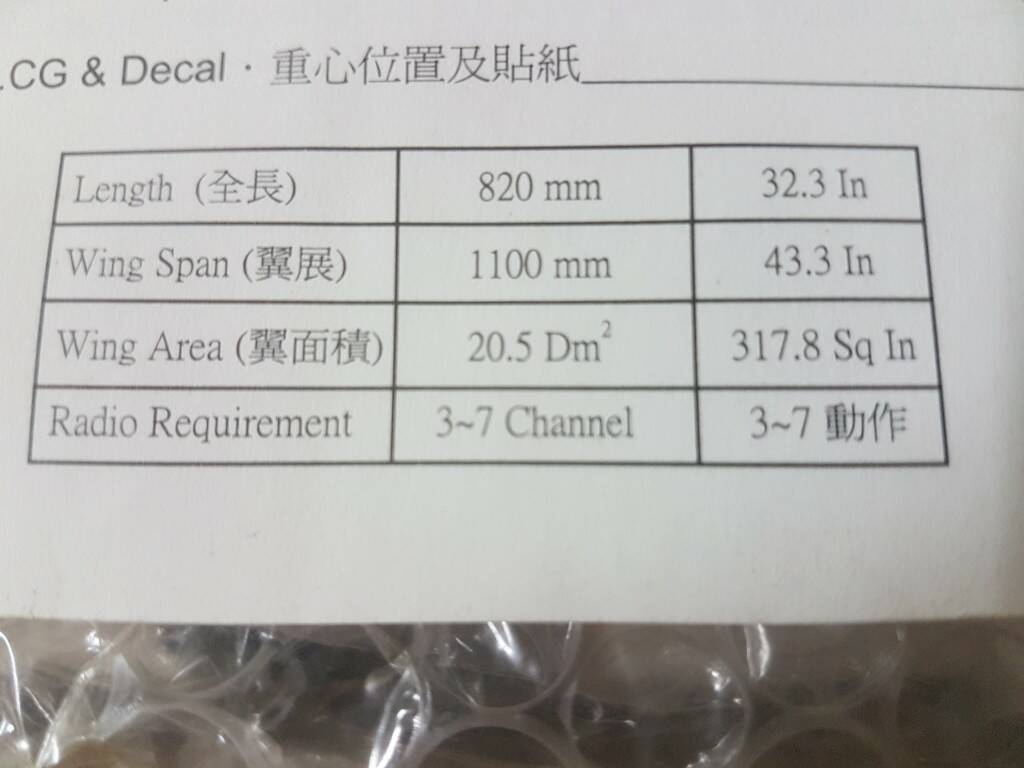 .CG & Decal · 重心位置及貼紙
Length (全長) 820 mm 32.3 In
Wing Span (翼展) 1100 mm 43.3 In
Wing Area (翼面積) 20.5 Dm² 317.8 Sq In
Radio Requirement 3~7 Channel 3~7 動作